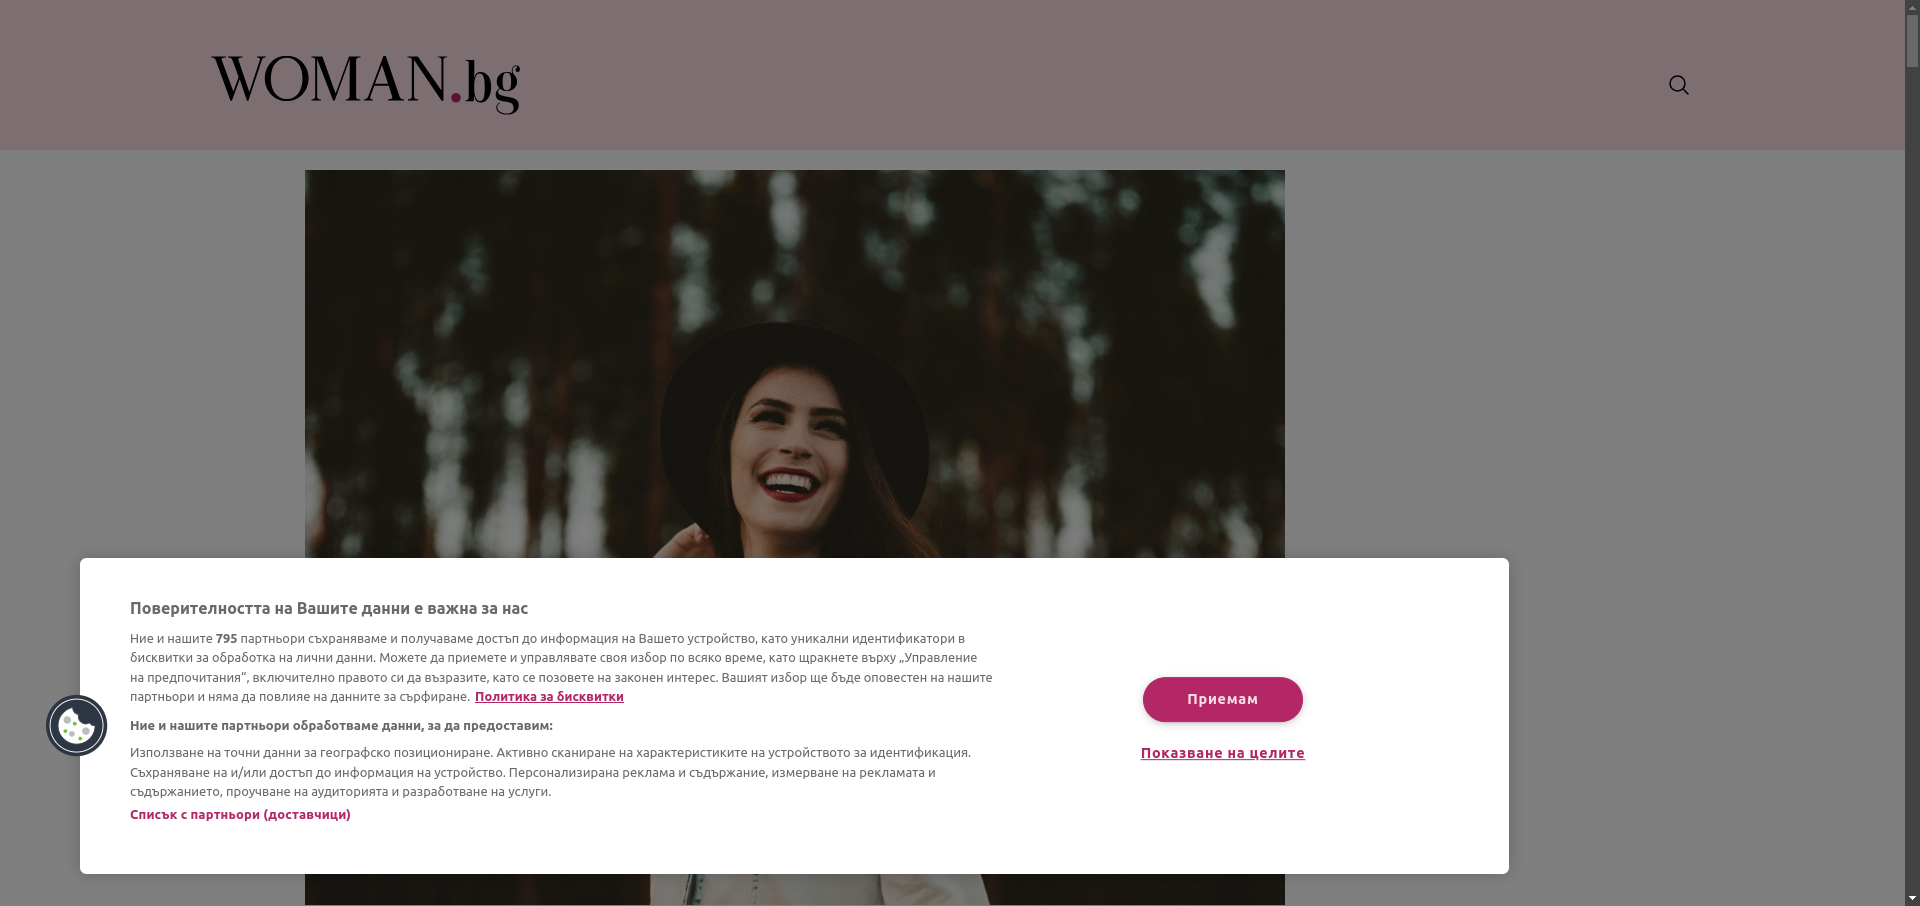 WOMAN.bg
Поверителността на Вашите данни е важна за нас
Ние и нашите 795 партньори съхраняваме и получаваме достъп до информация на Вашето устройство, като уникални идентификатори в
бисквитки за обработка на лични данни. Можете да приемете и управлявате своя избор по всяко време, като щракнете върху „Управление
на предпочитания“, включително правото си да възразите, като се позовете на законен интерес. Вашият избор ще бъде оповестен на нашите
партньори и няма да повлияе на данните за сърфиране. Политика за бисквитки
Ние и нашите партньори обработваме данни, за да предоставим:
Използване на точни данни за географско позициониране. Активно сканиране на характеристиките на устройството за идентификация.
Съхраняване на и/или достъп до информация на устройство. Персонализирана реклама и съдържание, измерване на рекламата и
съдържанието, проучване на аудиторията и разработване на услуги.
Списък с партньори (доставчици)
Приемам
Показване на целите